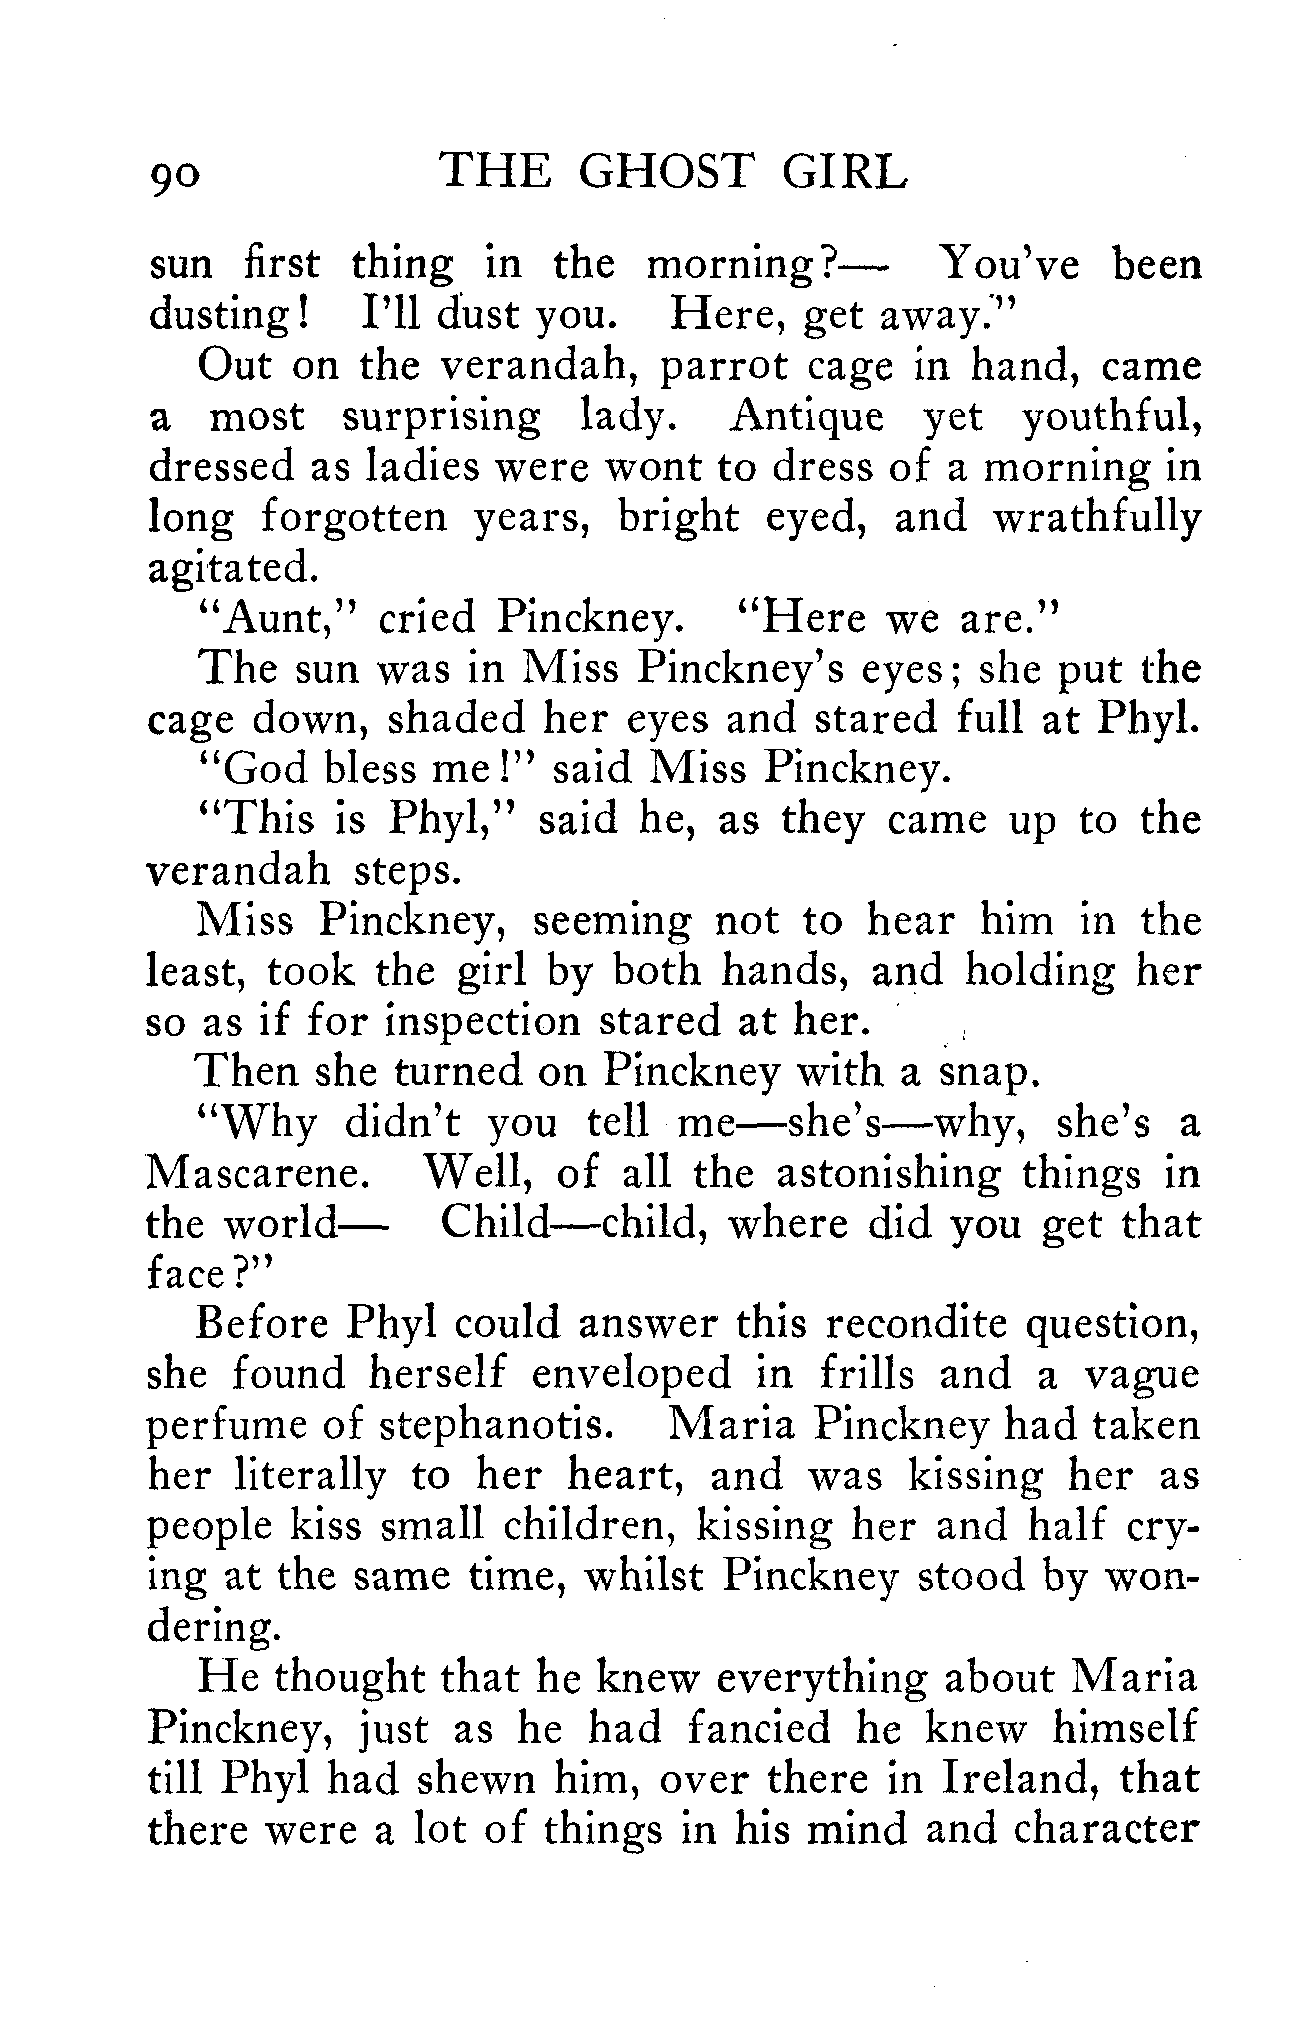 90 THE GHOST GIRL
sun first thing in the morning?— You've been
dusting! I'll dust you. Here, get away."
Out on the verandah, parrot cage in hand, came
a most surprising lady. Antique yet youthful,
dressed as ladies were wont to dress of a morning in
long forgotten years, bright eyed, and wrathfully
agitated.
"Aunt," cried Pinckney. "Here we are."
The sun was in Miss Pinckney's eyes; she put the
cage down, shaded her eyes and stared full at Phyl.
"God bless me!" said Miss Pinckney.
"This is Phyl," said he, as they came up to the
verandah steps.
Miss Pinckney, seeming not to hear him in the
least, took the girl by both hands, and holding her
so as if for inspection stared at her.
Then she turned on Pinckney with a snap.
"Why didn't you tell me—she's—why, she's a
Mascarene. Well, of all the astonishing things in
the world— Child—child, where did you get that
face?"
Before Phyl could answer this recondite question,
she found herself enveloped in frills and a vague
perfume of stephanotis. Maria Pinckney had taken
her literally to her heart, and was kissing her as
people kiss small children, kissing her and half cry-
ing at the same time, whilst Pinckney stood by won-
dering.
He thought that he knew everything about Maria
Pinckney, just as he had fancied he knew himself
till Phyl had shewn him, over there in Ireland, that
there were a lot of things in his mind and character